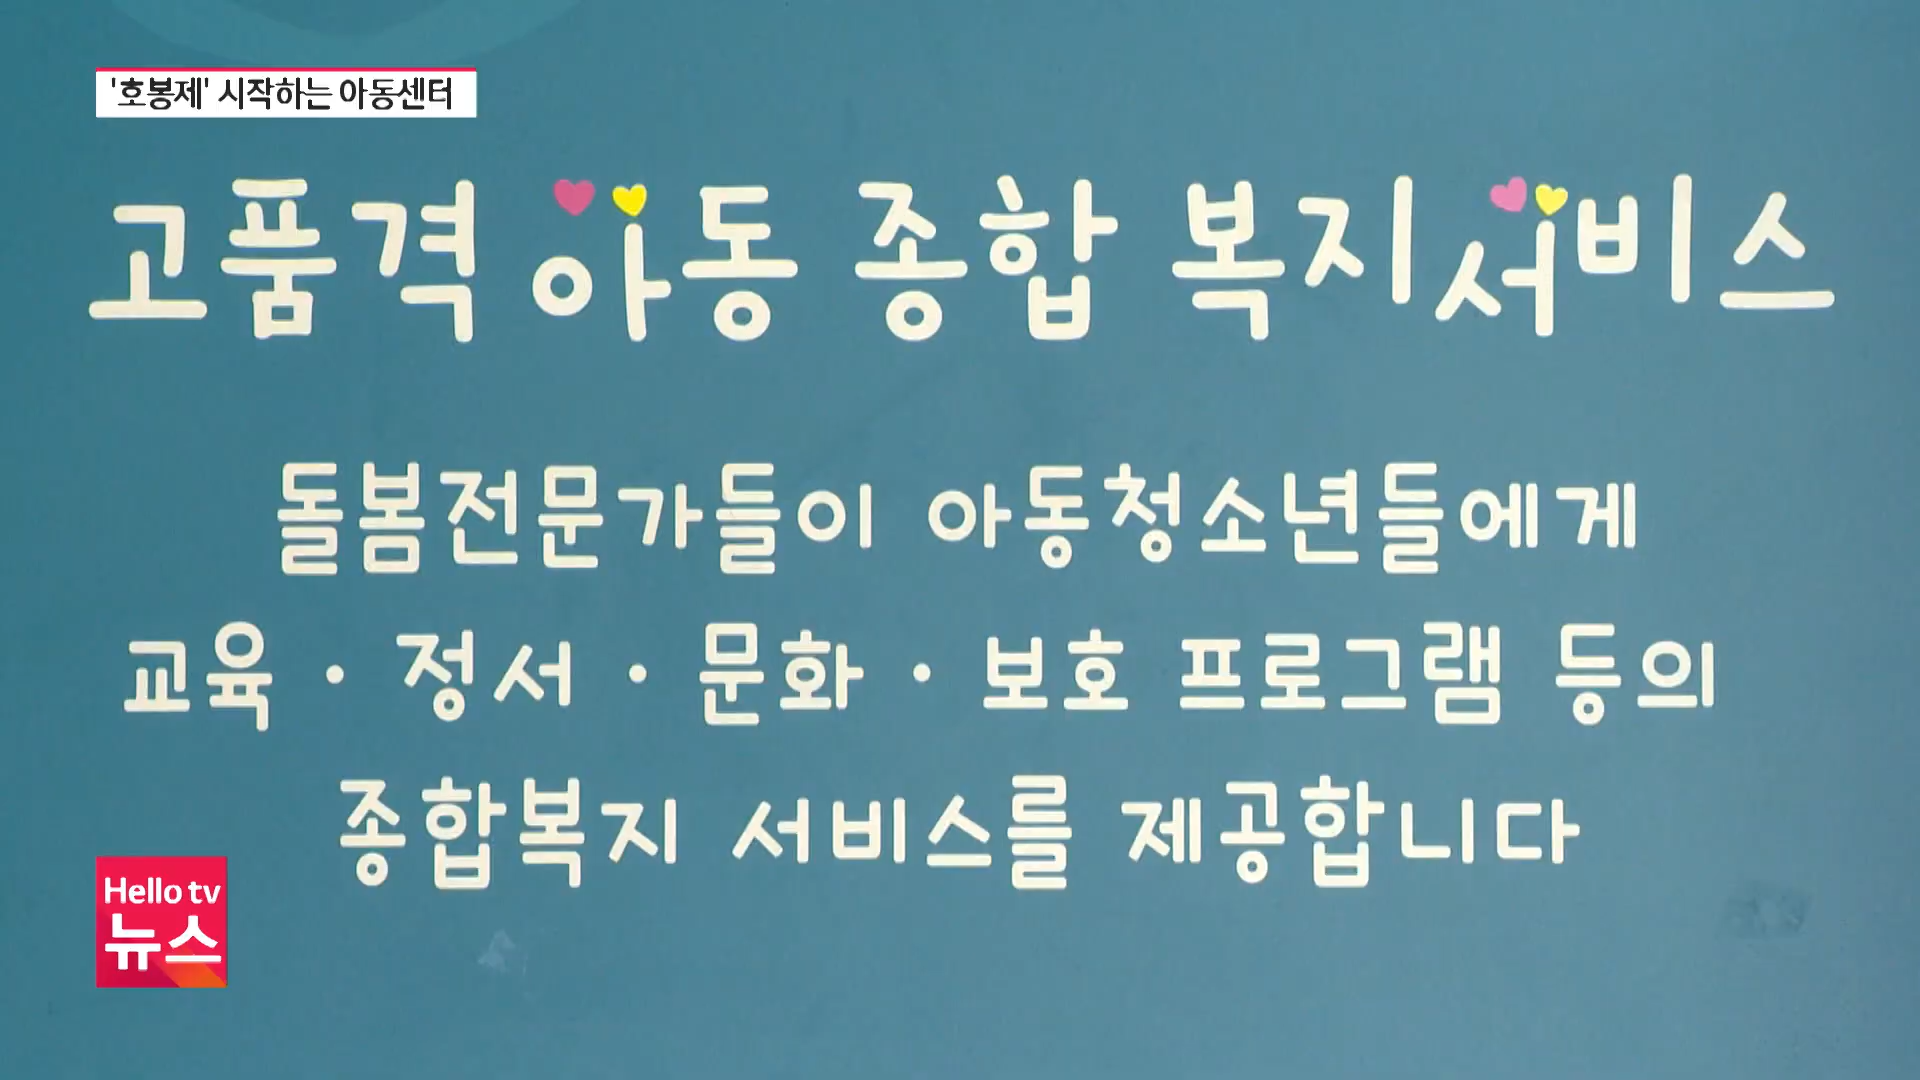 '호봉제' 시작하는 아동센터
고품격 아동 종합 복지서비스
돌봄전문가들이 아동청소년들에게
교육 · 정서 · 문화 · 보호 프로그램 등의
종합복지 서비스를 제공합니다
Hello tv
뉴스